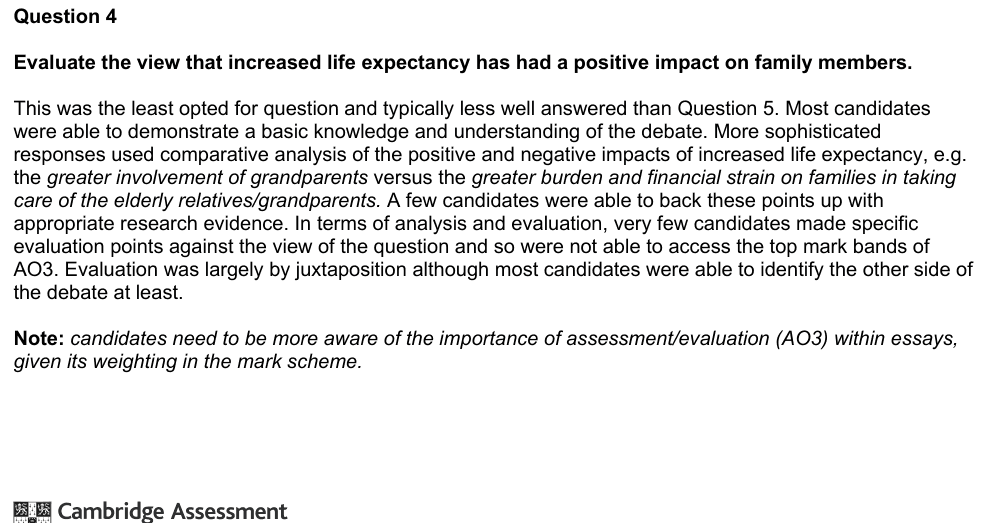 Question 4
Evaluate the view that increased life expectancy has had a positive impact on family members.
This was the least opted for question and typically less well answered than Question 5. Most candidates
were able to demonstrate a basic knowledge and understanding of the debate. More sophisticated
responses used comparative analysis of the positive and negative impacts of increased life expectancy, e.g.
the greater involvement of grandparents versus the greater burden and financial strain on families in taking
care of the elderly relatives/grandparents. A few candidates were able to back these points up with
appropriate research evidence. In terms of analysis and evaluation, very few candidates made specific
evaluation points against the view of the question and so were not able to access the top mark bands of
AO3. Evaluation was largely by juxtaposition although most candidates were able to identify the other side of
the debate at least.
Note: candidates need to be more aware of the importance of assessment/evaluation (AO3) within essays,
given its weighting in the mark scheme.
Cambridge Assessment